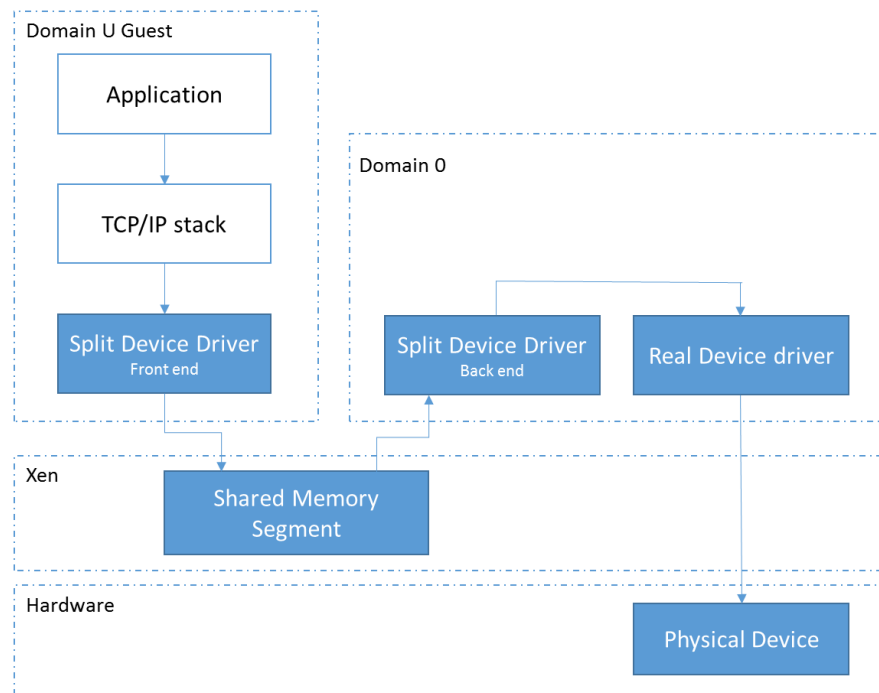 Domain U Guest
Application
TCP/IP stack
Split Device Driver
Front end
Domain 0
Split Device Driver
Back end
Real Device driver
Xen
Shared Memory
Segment
Hardware
Physical Device